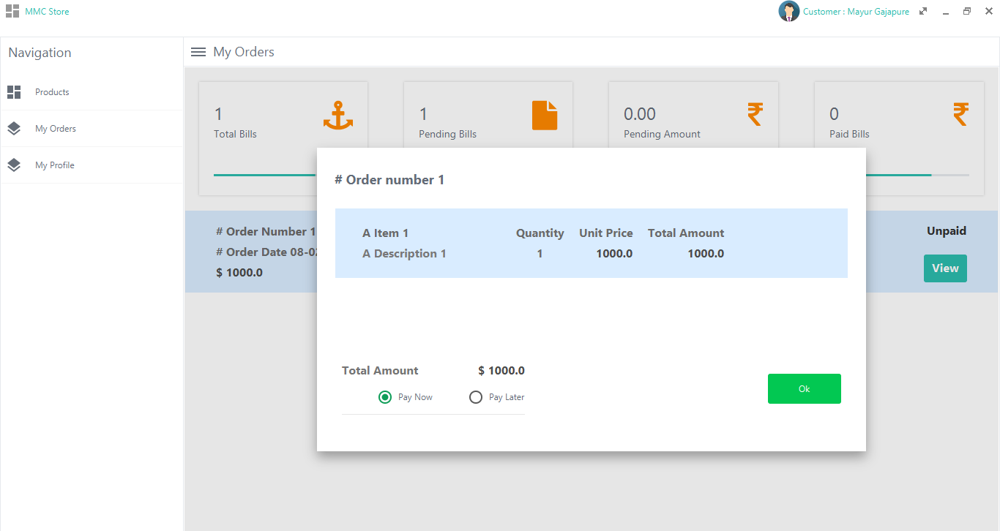 MMC Store
Customer : Mayur Gajapure
Navigation
My Orders
Products
My Orders
My Profile
1
Total Bills
1
Pending Bills
0.00
Pending Amount
₹
0
Paid Bills
₹
# Order Number 1
# Order Date 08-02
$ 1000.0
Unpaid
View
# Order number 1
A Item 1 Quantity Unit Price Total Amount
A Description 1 1 1000.0 1000.0
Total Amount $ 1000.0
Pay Now Pay Later
Ok